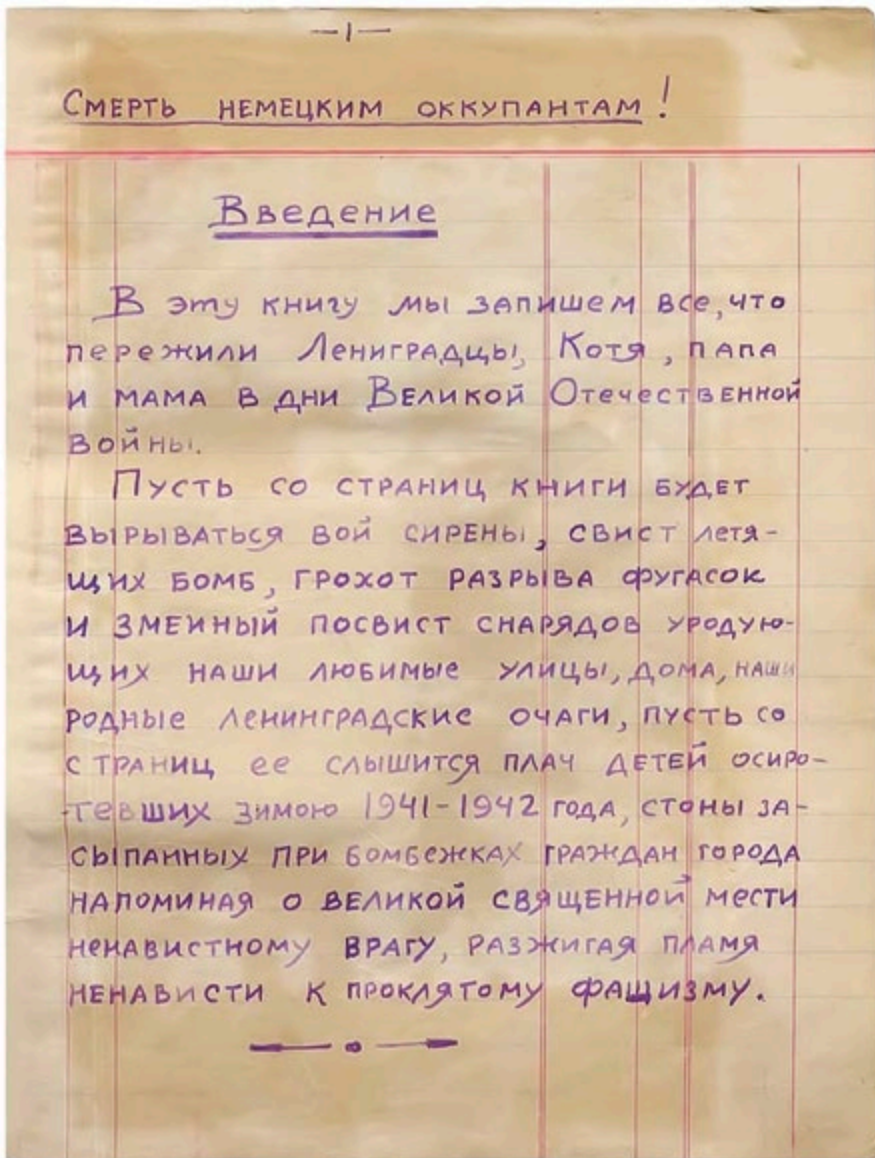 —1—
Смерть немецким оккупантам!
Введение
В эту книгу мы запишем все, что
пережили Лениградцы, Котя, папа
и мама в дни Великой Отечественной
войны.
Пусть со страниц книги будет
вырываться вой сирены, свист летя-
щих бомб, грохот разрыва фугасок
и змеиный посвист снарядов уродую-
щих наши любимые улицы, дома, наши
родные ленинградские очаги, пусть со
страниц ее слышится плач детей осиро-
тевших зимою 1941-1942 года, стоны за-
сыпанных при бомбежках граждан города
напоминая о великой священной мести
ненавистному врагу, разжигая пламя
ненависти к проклятому фащизму.